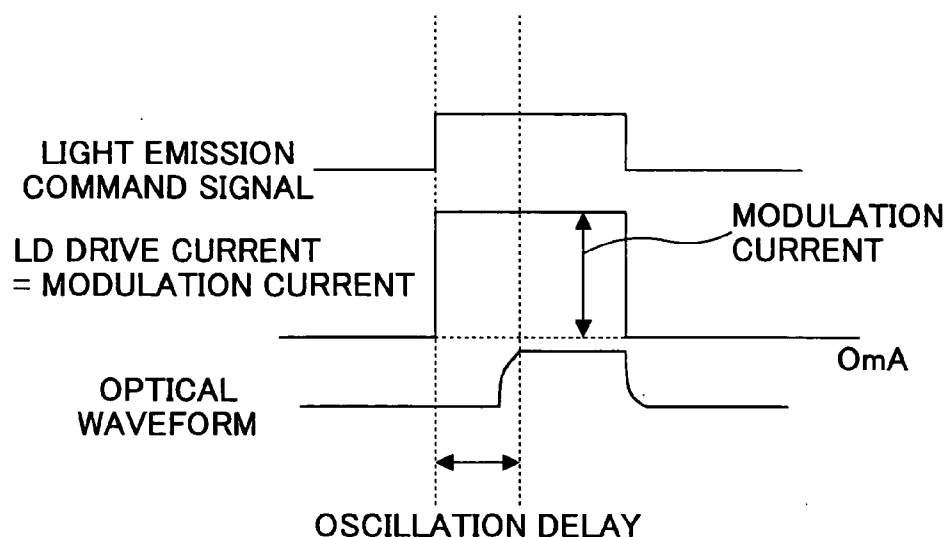 LIGHT EMISSION
COMMAND SIGNAL
MODULATION
CURRENT
LD DRIVE CURRENT
= MODULATION CURRENT
OmA
OPTICAL
WAVEFORM
OSCILLATION DELAY